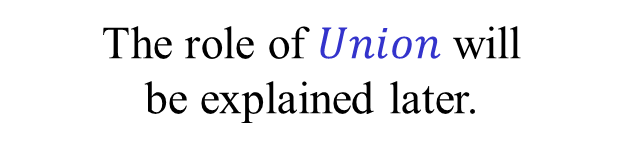 The role of Union will
be explained later.